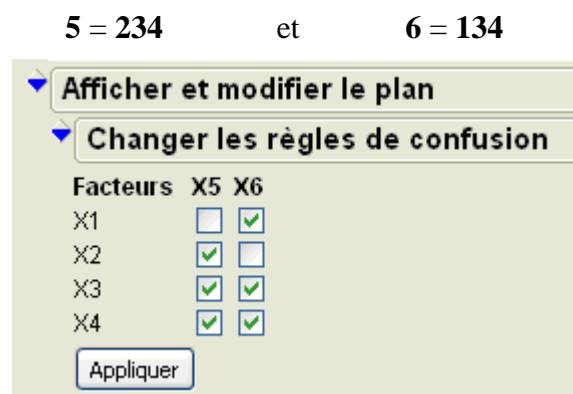 5 = 234 et 6 = 134
Afficher et modifier le plan
Changer les règles de confusion
Facteurs X5 X6
X1
X2
X3
X4
Appliquer